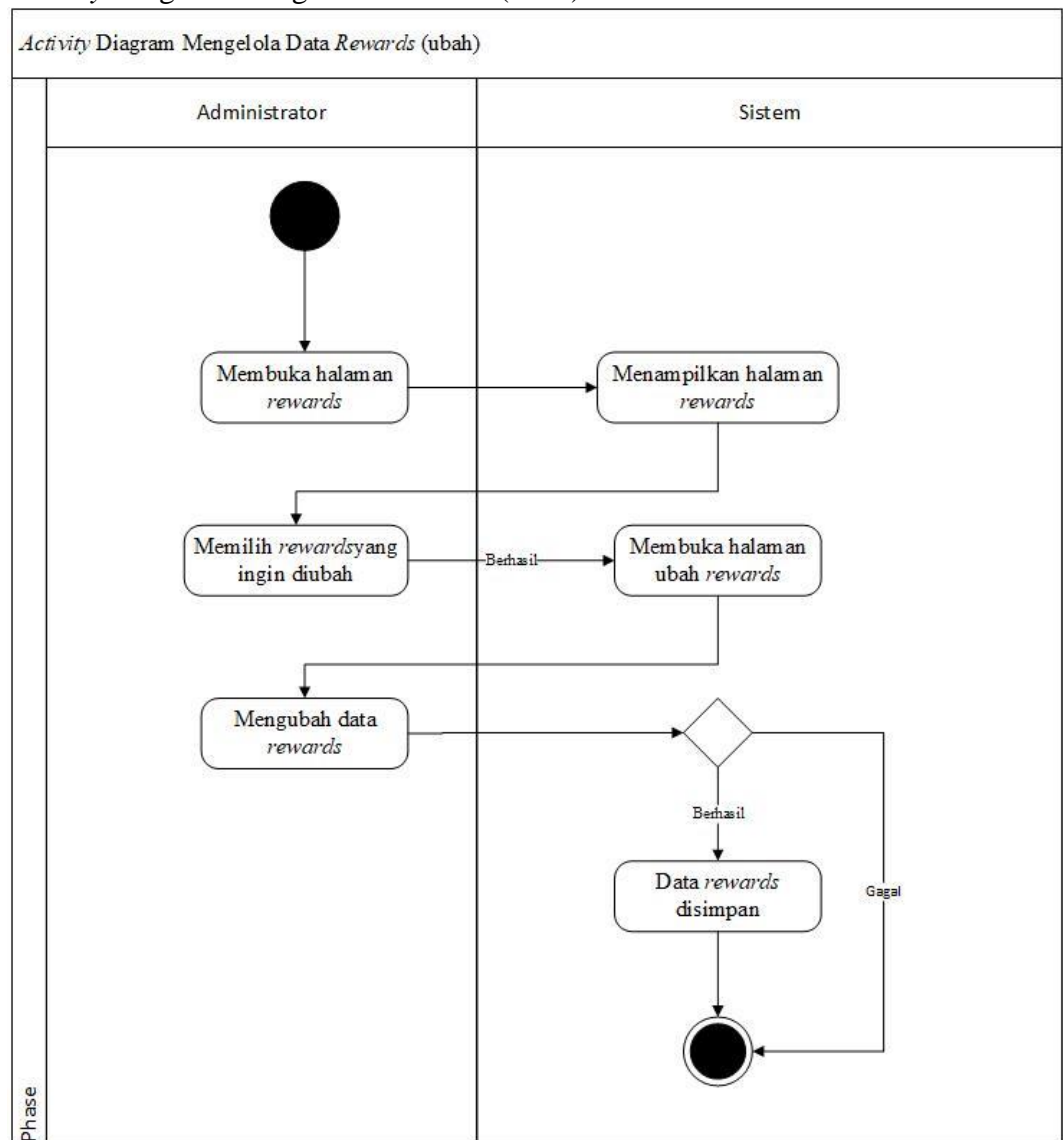 Activity Diagram Mengelola Data Rewards (ubah)
Administrator
Sistem
Membuka halaman
rewards
Menampilkan halaman
rewards
Memilih rewardsyang
ingin diubah
Berhasil
Membuka halaman
ubah rewards
Mengubah data
rewards
Berhasil
Data rewards
disimpan
Gagal
Phase